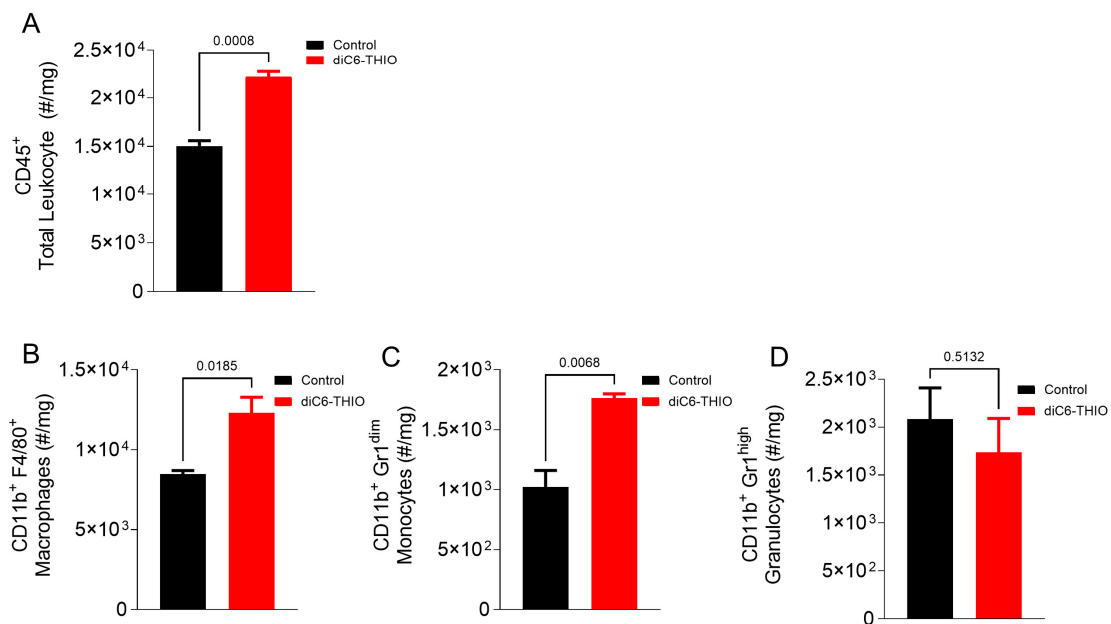 A
0.0008
Control
diC6-THIO
2.5×10⁴
2×10⁴
1.5×10⁴
1×10⁴
5×10³
0
CD45⁺
Total Leukocyte (#/mg)
B
0.0185
Control
diC6-THIO
1.5×10⁴
1×10⁴
5×10³
0
CD11b⁺ F4/80⁺
Macrophages (#/mg)
C
0.0068
Control
diC6-THIO
2×10³
1.5×10³
1×10³
5×10²
0
CD11b⁺ Gr1ᵈⁱᵐ
Monocytes (#/mg)
D
0.5132
Control
diC6-THIO
2.5×10³
2×10³
1.5×10³
1×10³
5×10²
0
CD11b⁺ Gr1ʰⁱᵍʰ
Granulocytes (#/mg)